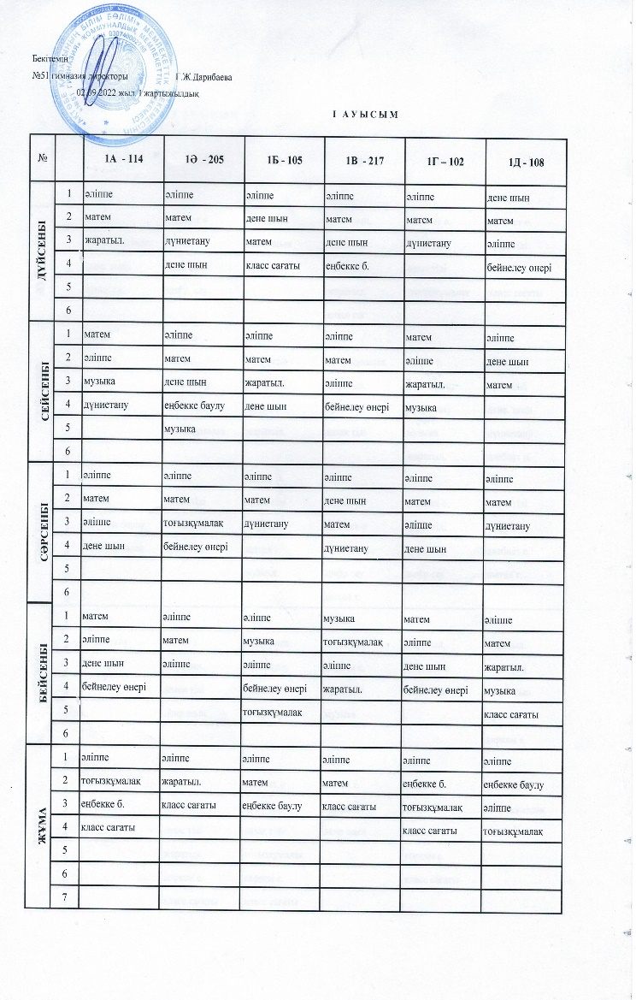 Бекітемін
№51 гимназия директоры Г.Ж.Дарибаева
02.09.2022 жыл. І жартыжылдық
І АУЫСЫМ
№ 1А - 114 1Ә - 205 1Б - 105 1В - 217 1Г – 102 1Д - 108
ДҮЙСЕНБІ
1 әліппе әліппе әліппе әліппе әліппе дене шын
2 матем матем дене шын матем матем матем
3 жаратыл. дүниетану матем дене шын дүниетану әліппе
4 дене шын класс сағаты еңбекке б. бейнелеу өнері
5
6
СЕЙСЕНБІ
1 матем әліппе әліппе әліппе матем әліппе
2 әліппе матем матем матем әліппе дене шын
3 музыка дене шын жаратыл. әліппе жаратыл. матем
4 дүниетану еңбекке баулу дене шын бейнелеу өнері музыка
5 музыка
6
СӘРСЕНБІ
1 әліппе әліппе әліппе әліппе әліппе әліппе
2 матем матем матем дене шын матем матем
3 әліппе тоғызқұмалақ дүниетану матем әліппе дүниетану
4 дене шын бейнелеу өнері дүниетану дене шын
5
6
БЕЙСЕНБІ
1 матем әліппе әліппе музыка матем әліппе
2 әліппе матем музыка тоғызқұмалақ әліппе матем
3 дене шын әліппе әліппе әліппе дене шын жаратыл.
4 бейнелеу өнері бейнелеу өнері жаратыл. бейнелеу өнері музыка
5 тоғызқұмалақ класс сағаты
6
ЖҰМА
1 әліппе әліппе әліппе әліппе әліппе әліппе
2 тоғызқұмалақ жаратыл. матем матем еңбекке б. еңбекке баулу
3 еңбекке б. класс сағаты еңбекке баулу класс сағаты тоғызқұмалақ әліппе
4 класс сағаты класс сағаты тоғызқұмалақ
5
6
7